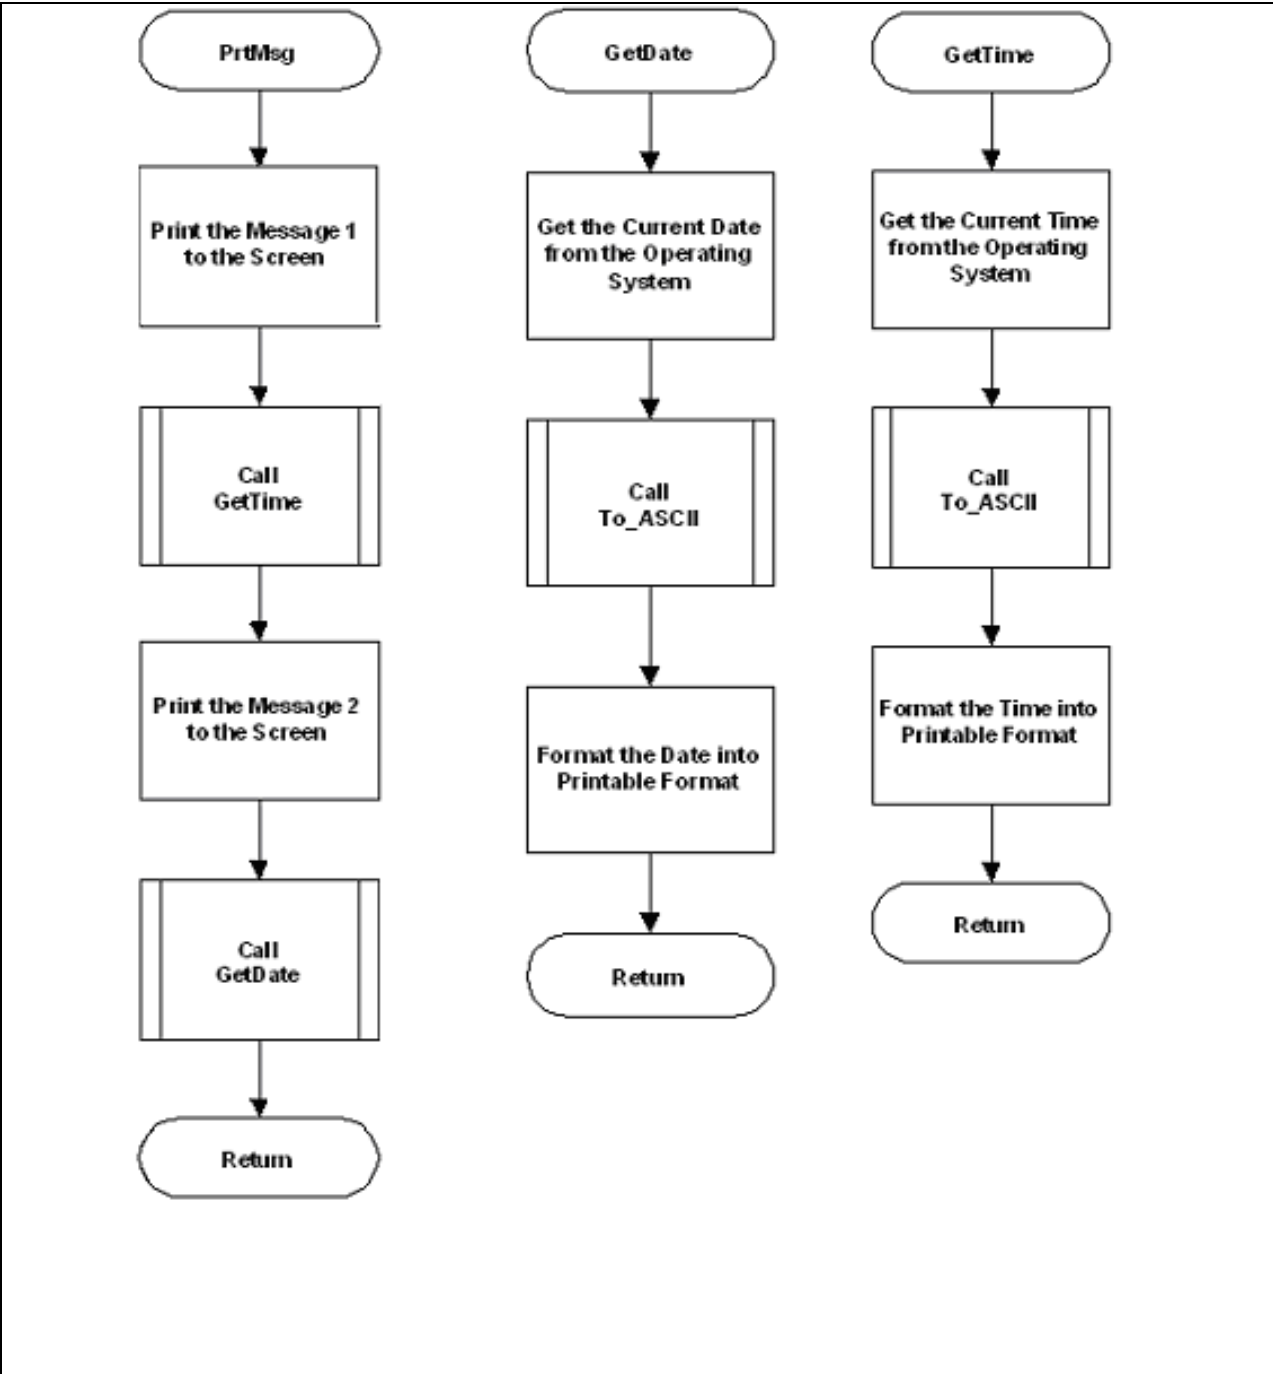 PrtMsg
Print the Message 1
to the Screen
Call
GetTime
Print the Message 2
to the Screen
Call
GetDate
Return
GetDate
Get the Current Date
from the Operating
System
Call
To_ASCII
Format the Date into
Printable Format
Return
GetTime
Get the Current Time
from the Operating
System
Call
To_ASCII
Format the Time into
Printable Format
Return